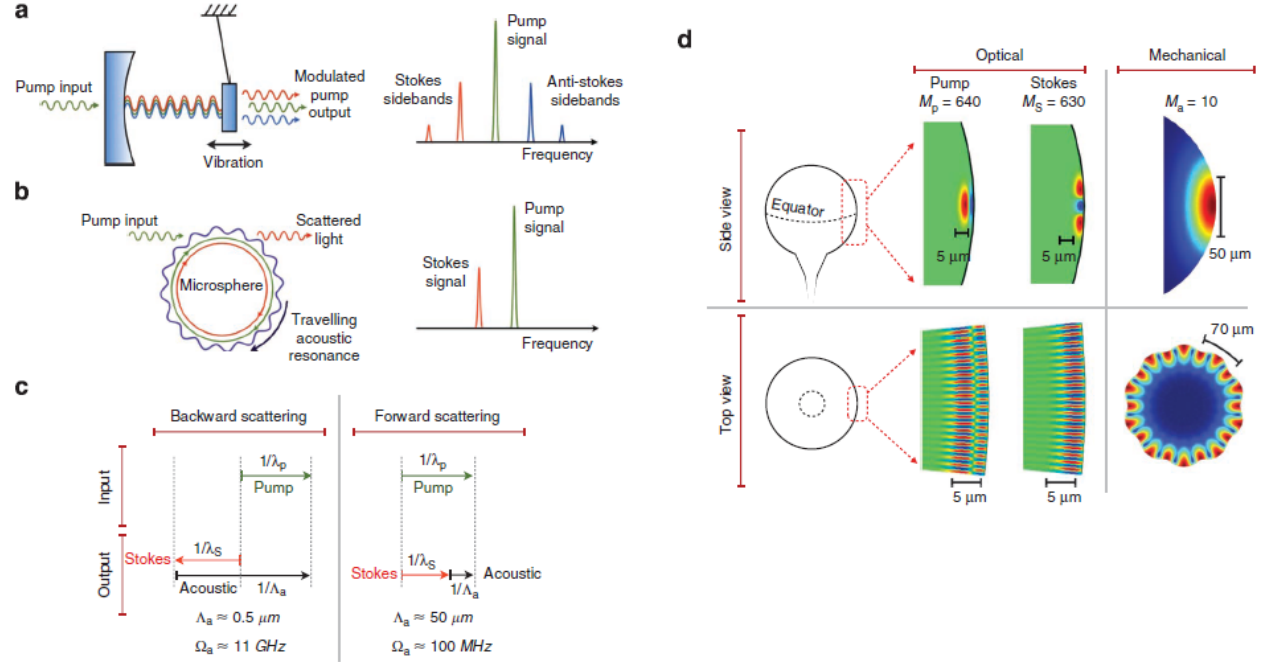 a
Pump input
Vibration
Modulated
pump
output
Pump
signal
Stokes
sidebands
Anti-stokes
sidebands
Frequency
b
Pump input
Scattered
light
Microsphere
Travelling
acoustic
resonance
Pump
signal
Stokes
signal
Frequency
c
Backward scattering
Forward scattering
Input
1/λp
Pump
1/λp
Pump
Output
Stokes
1/λS
Acoustic
1/Λa
Stokes
1/λS
1/Λa
Acoustic
Λa ≈ 0.5 μm
Λa ≈ 50 μm
Ωa ≈ 11 GHz
Ωa ≈ 100 MHz
d
Optical
Mechanical
Pump
Mp = 640
Stokes
MS = 630
Ma = 10
Side view
Equator
5 μm
5 μm
50 μm
Top view
5 μm
5 μm
70 μm